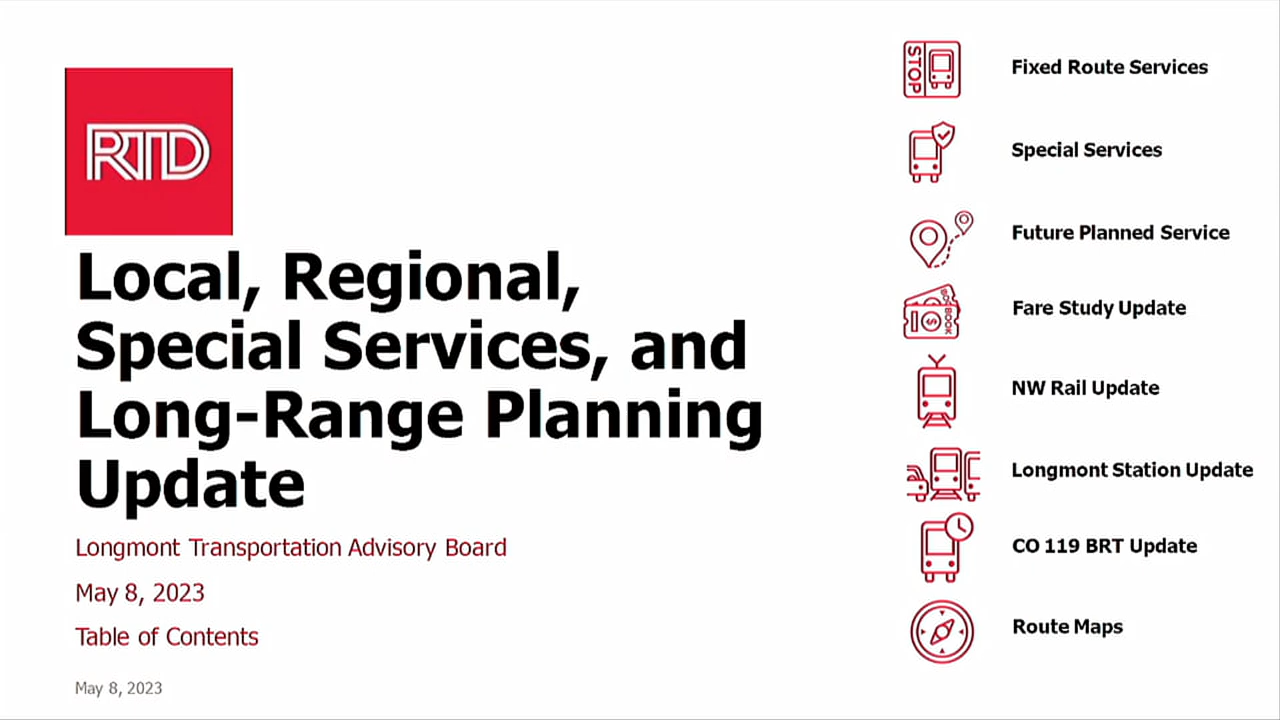 RTD
Local, Regional,
Special Services, and
Long-Range Planning
Update
Longmont Transportation Advisory Board
May 8, 2023
Table of Contents
May 8, 2023
STOP
Fixed Route Services
Special Services
Future Planned Service
BOOK
Fare Study Update
NW Rail Update
Longmont Station Update
CO 119 BRT Update
Route Maps